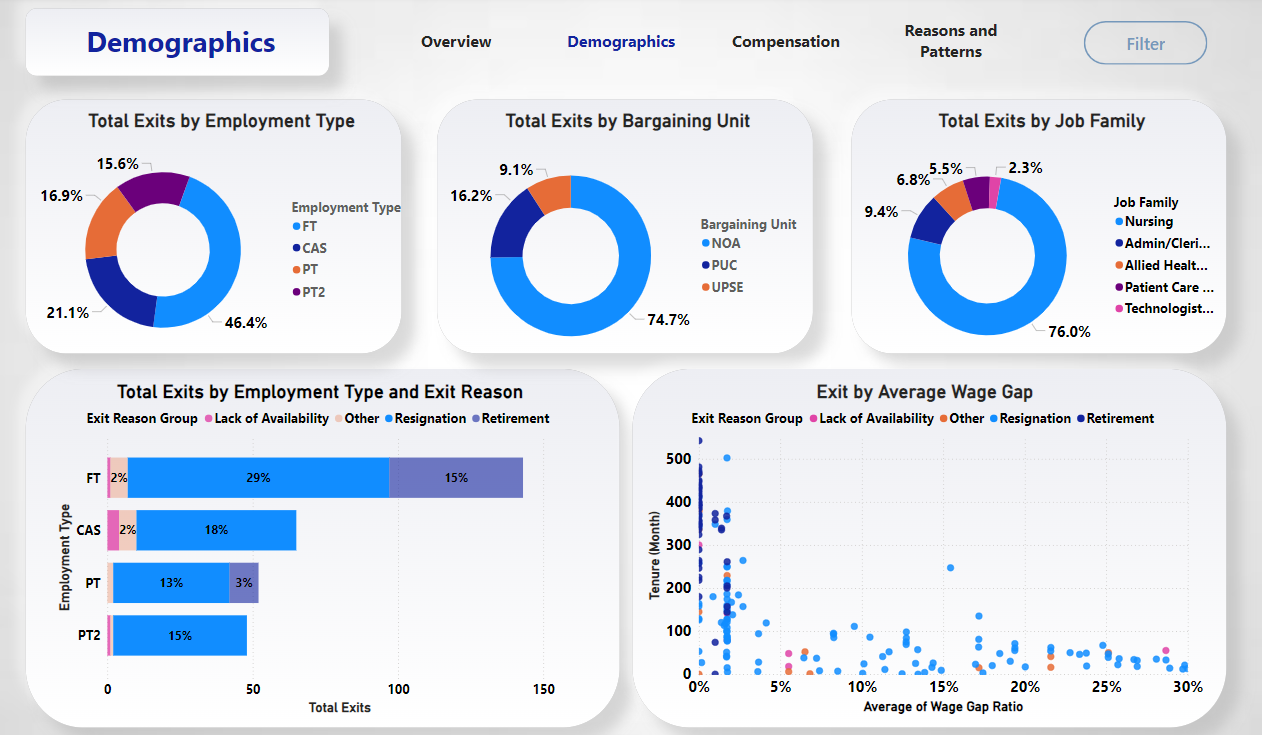 Demographics
Overview
Demographics
Compensation
Reasons and
Patterns
Filter
Total Exits by Employment Type
15.6%
16.9%
21.1%
46.4%
Employment Type
FT
CAS
PT
PT2
Total Exits by Bargaining Unit
9.1%
16.2%
74.7%
Bargaining Unit
NOA
PUC
UPSE
Total Exits by Job Family
5.5%
2.3%
6.8%
9.4%
76.0%
Job Family
Nursing
Admin/Cleri...
Allied Healt...
Patient Care ...
Technologist...
Total Exits by Employment Type and Exit Reason
Exit Reason Group Lack of Availability Other Resignation Retirement
Employment Type
FT 2% 29% 15%
CAS 2% 18%
PT 13% 3%
PT2 15%
0 50 100 150
Total Exits
Exit by Average Wage Gap
Exit Reason Group Lack of Availability Other Resignation Retirement
Tenure (Month)
500
400
300
200
100
0
0% 5% 10% 15% 20% 25% 30%
Average of Wage Gap Ratio